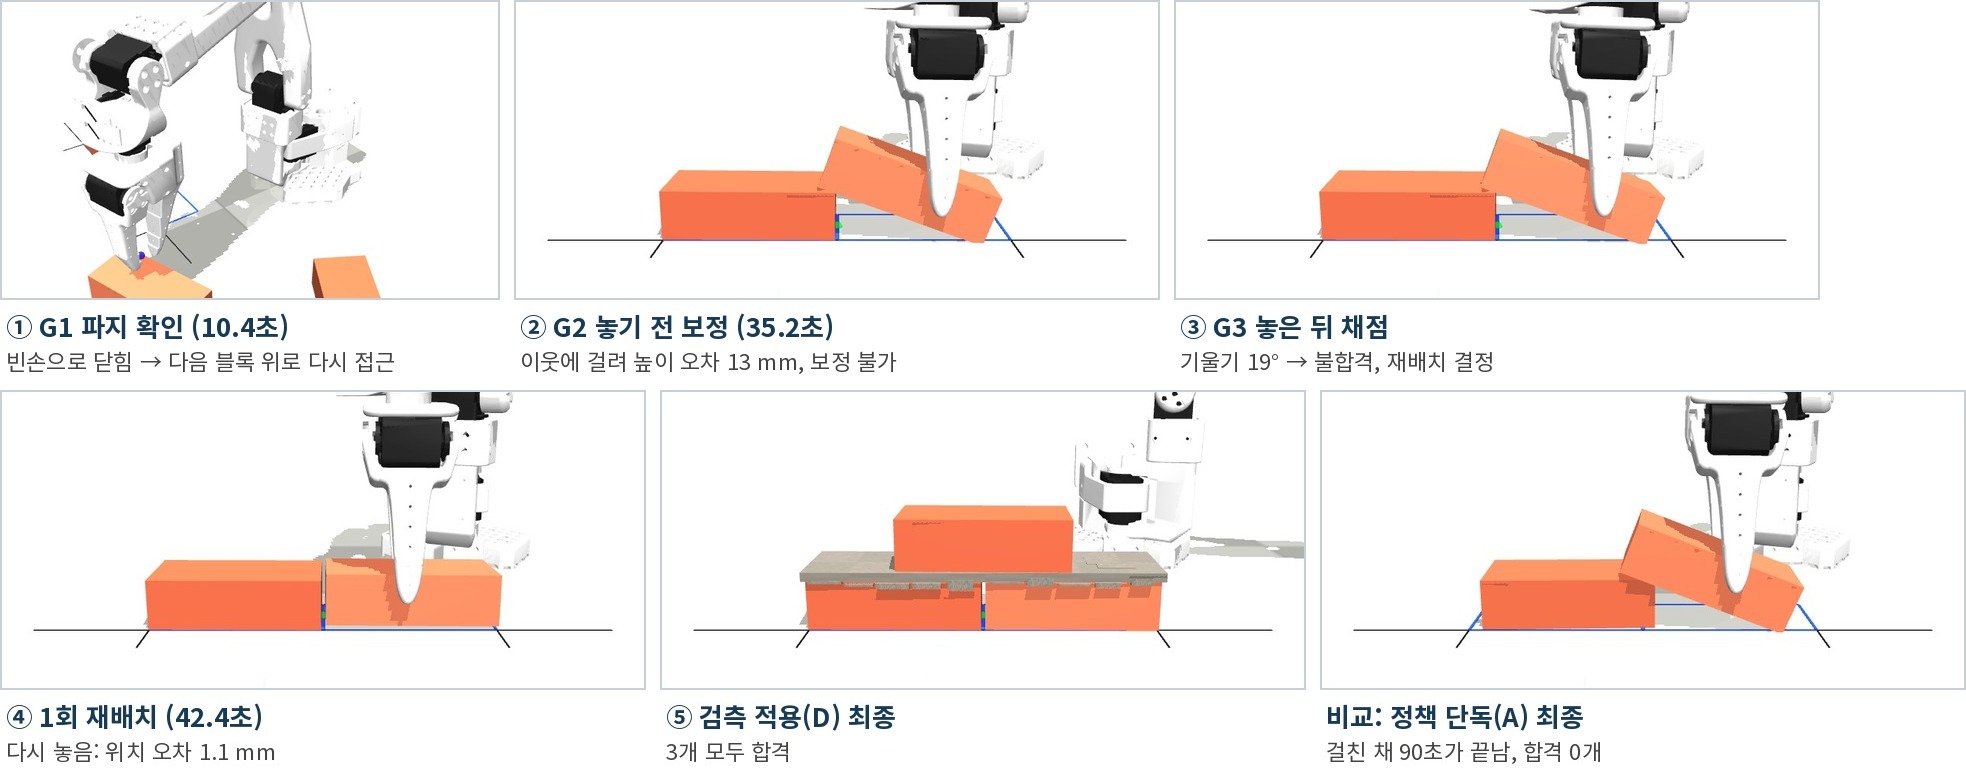 ① G1 파지 확인 (10.4초)
빈손으로 닫힘 → 다음 블록 위로 다시 접근
② G2 놓기 전 보정 (35.2초)
이웃에 걸려 높이 오차 13 mm, 보정 불가
③ G3 놓은 뒤 채점
기울기 19° → 불합격, 재배치 결정
④ 1회 재배치 (42.4초)
다시 놓음: 위치 오차 1.1 mm
⑤ 검측 적용(D) 최종
3개 모두 합격
비교: 정책 단독(A) 최종
걸친 채 90초가 끝남, 합격 0개